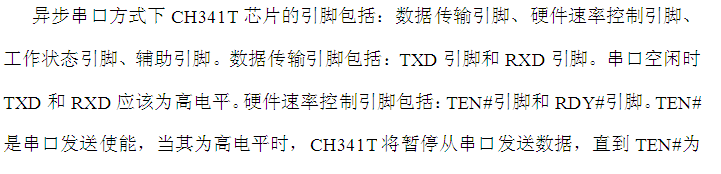 异步串口方式下 CH341T 芯片的引脚包括：数据传输引脚、硬件速率控制引脚、
工作状态引脚、辅助引脚。数据传输引脚包括：TXD 引脚和 RXD 引脚。串口空闲时
TXD 和 RXD 应该为高电平。硬件速率控制引脚包括：TEN#引脚和 RDY#引脚。TEN#
是串口发送使能，当其为高电平时，CH341T 将暂停从串口发送数据，直到 TEN#为